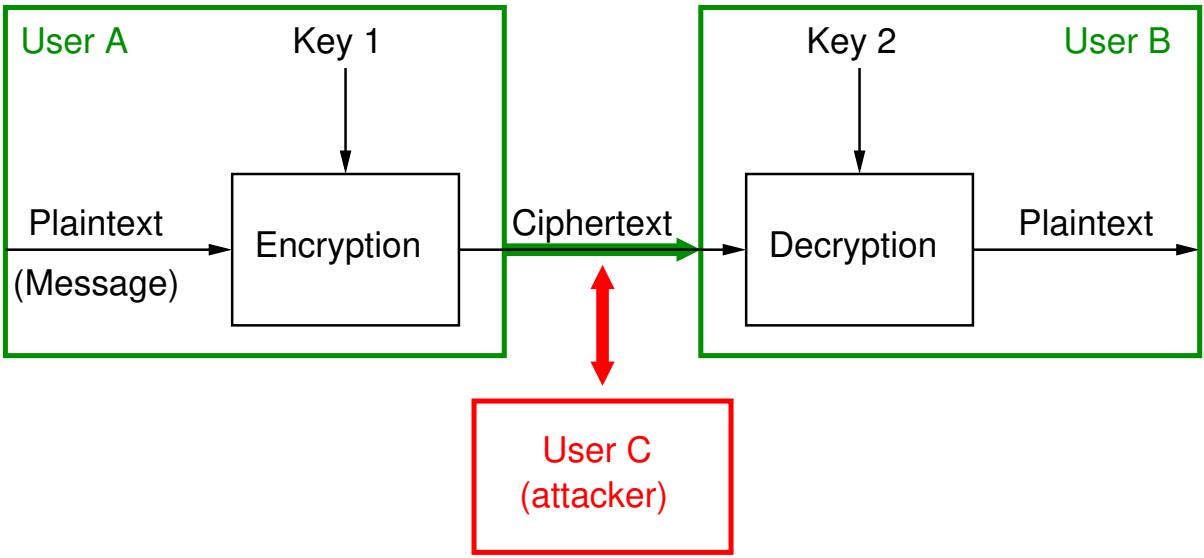 User A
Key 1
Key 2
User B
Plaintext
(Message)
Encryption
Ciphertext
Decryption
Plaintext
User C
(attacker)